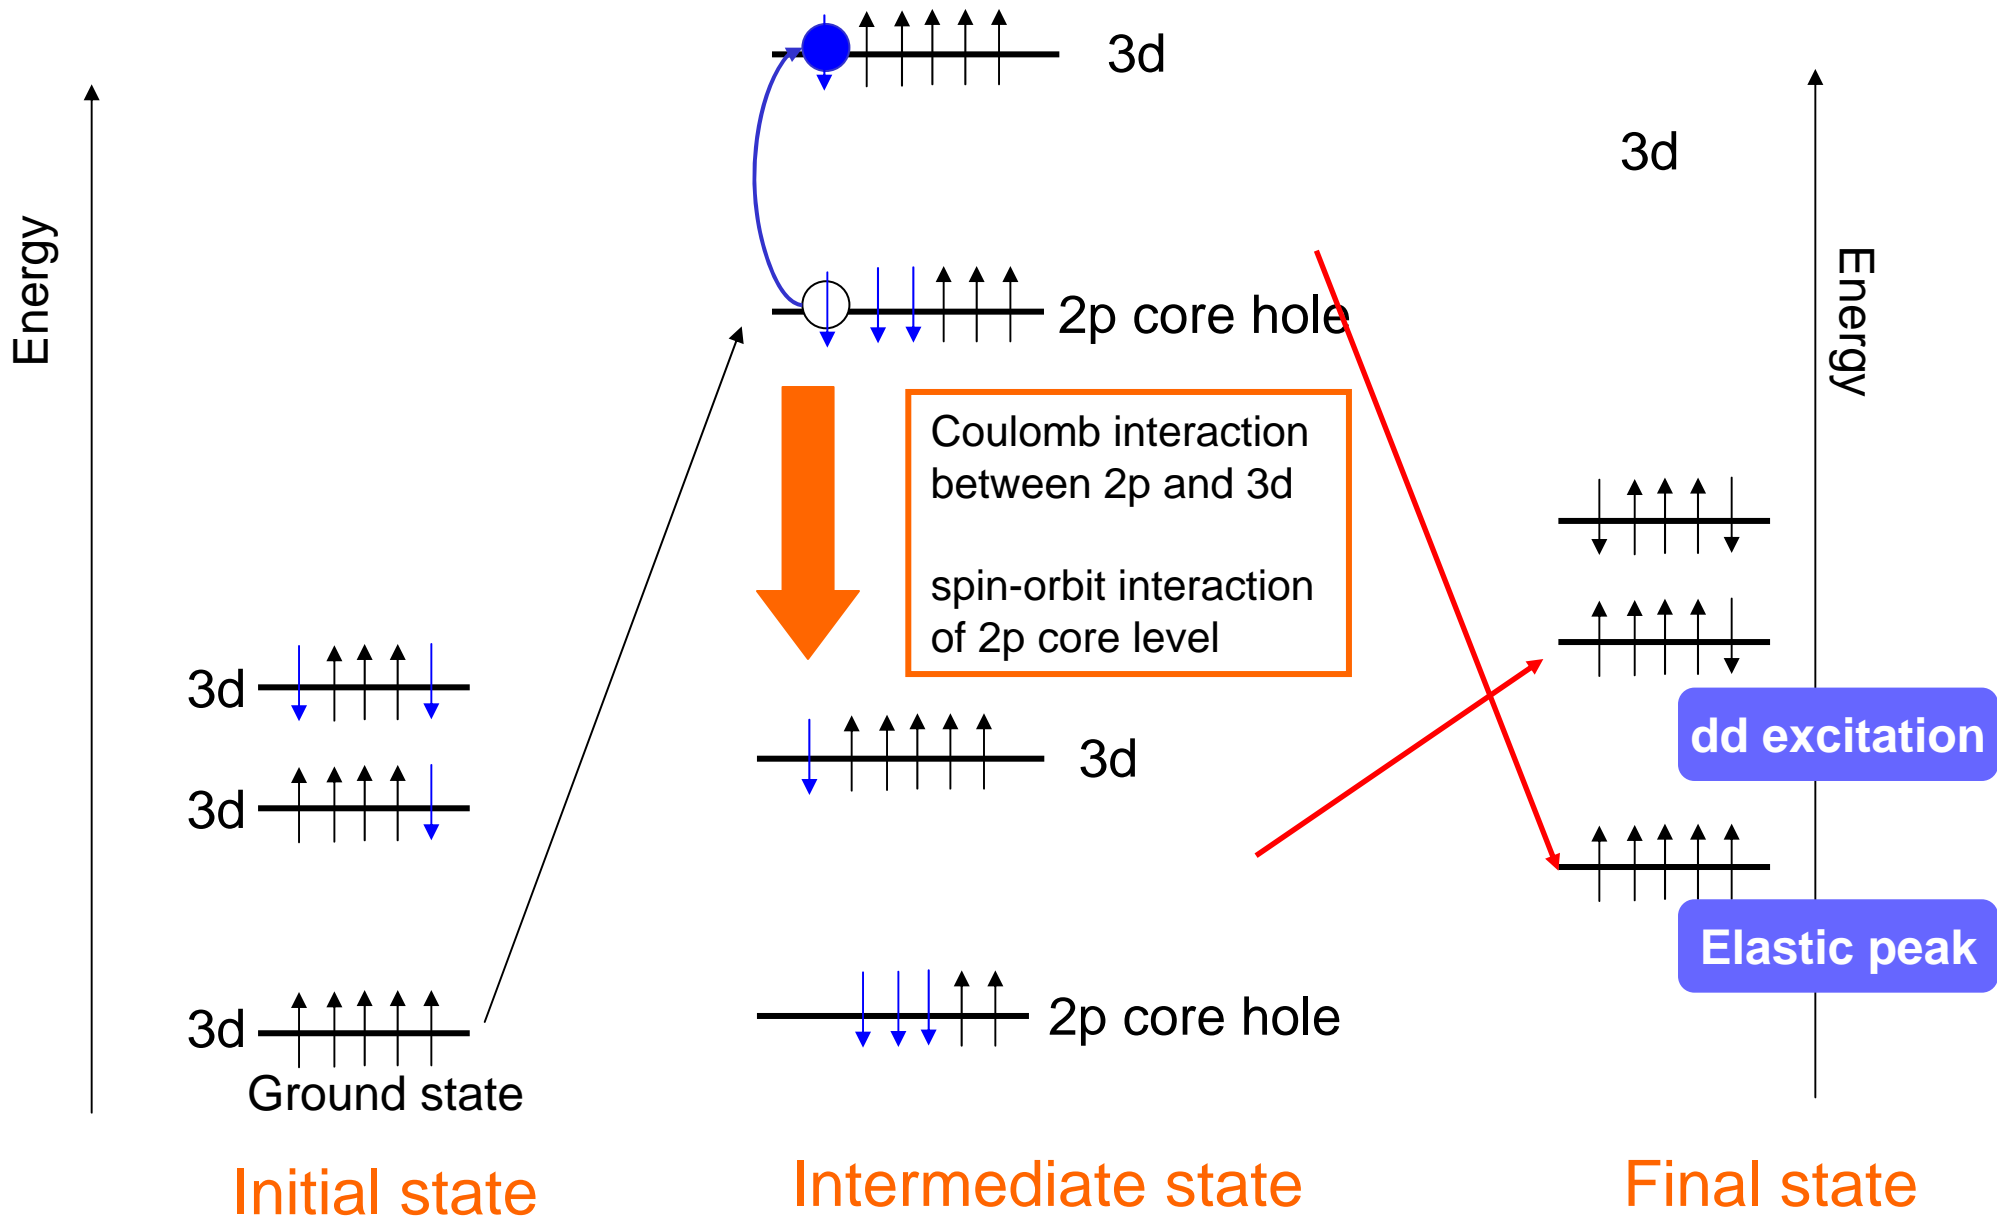 Energy
3d
3d
3d
Ground state
Initial state
3d
2p core hole
Coulomb interaction
between 2p and 3d
spin-orbit interaction
of 2p core level
3d
2p core hole
Intermediate state
3d
Energy
dd excitation
Elastic peak
Final state